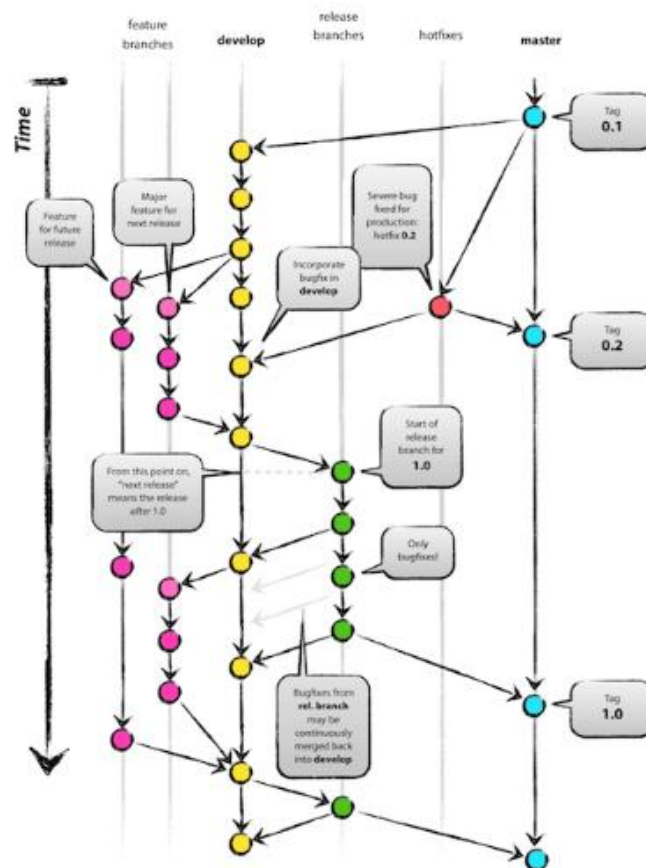 feature
branches
develop
release
branches
hotfixes
master
Time
Tag
0.1
Major
feature for
next release
Feature
for future
release
Severe bug
fixed for
production:
hotfix 0.2
Incorporate
bugfix in
develop
Tag
0.2
Start of
release
branch for
1.0
From this point on,
"next release"
means the release
after 1.0
Only
bugfixes!
Bugfixes from
rel. branch
may be
continuously
merged back
into develop
Tag
1.0